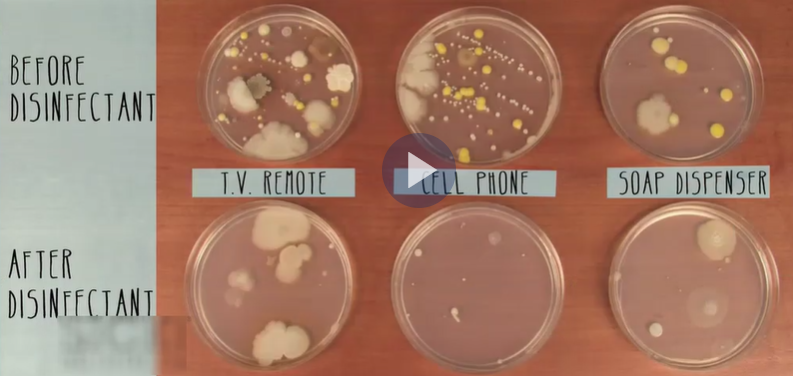 BEFORE
DISINFECTANT
T.V. REMOTE
CELL PHONE
SOAP DISPENSER
AFTER
DISINFECTANT